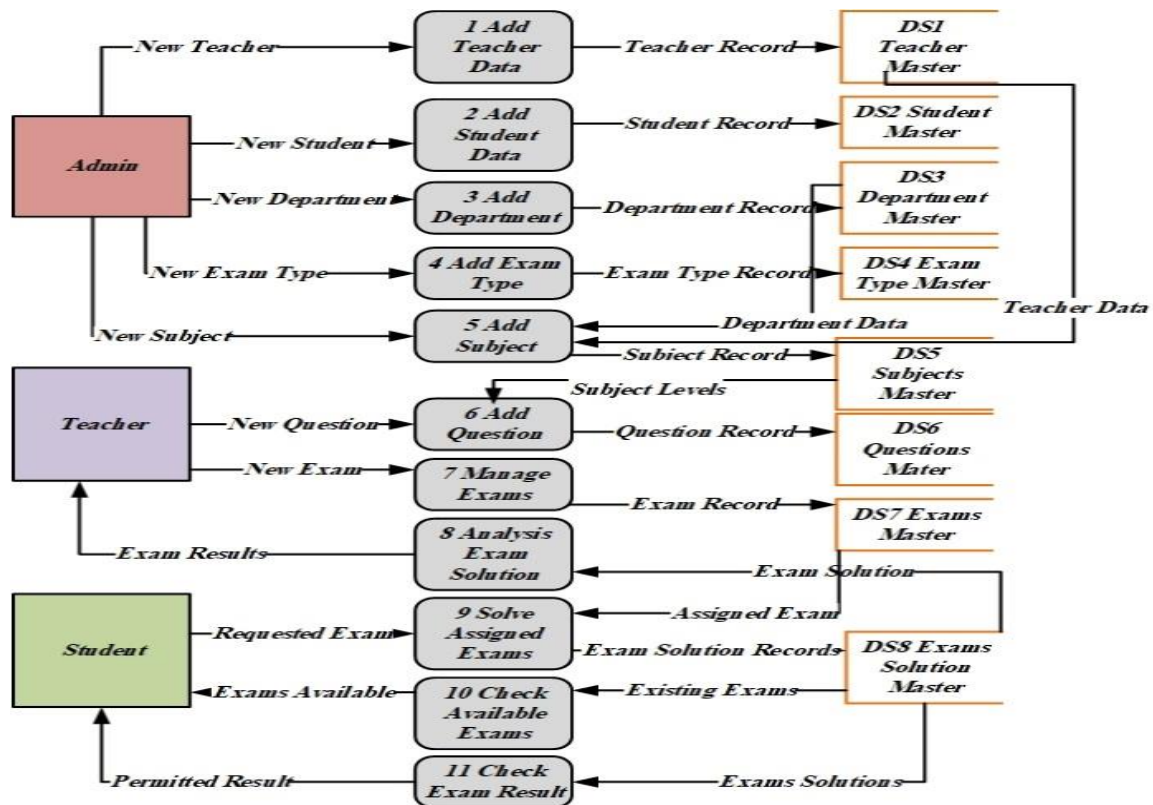 New Teacher
1 Add
Teacher
Data
Teacher Record
DS1
Teacher
Master
Admin
New Student
2 Add
Student
Data
Student Record
DS2 Student
Master
New Department
3 Add
Department
Department Record
DS3
Department
Master
New Exam Type
4 Add Exam
Type
Exam Type Record
DS4 Exam
Type Master
New Subject
5 Add
Subject
Department Data
Teacher Data
Subject Record
DS5
Subjects
Master
Subject Levels
Teacher
New Question
6 Add
Question
Question Record
DS6
Questions
Mater
New Exam
7 Manage
Exams
Exam Record
DS7 Exams
Master
Exam Results
8 Analysis
Exam
Solution
Exam Solution
Student
Requested Exam
9 Solve
Assigned
Exams
Assigned Exam
Exam Solution Records
DS8 Exams
Solution
Master
Exams Available
10 Check
Available
Exams
Existing Exams
Permitted Result
11 Check
Exam Result
Exams Solutions